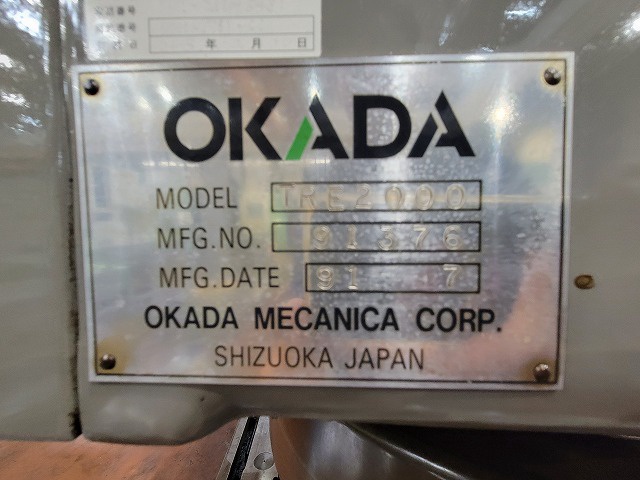 年 月 日
OKADA
MODEL TRE2000
MFG.NO. 91376
MFG.DATE 91 7
OKADA MECANICA CORP.
SHIZUOKA JAPAN